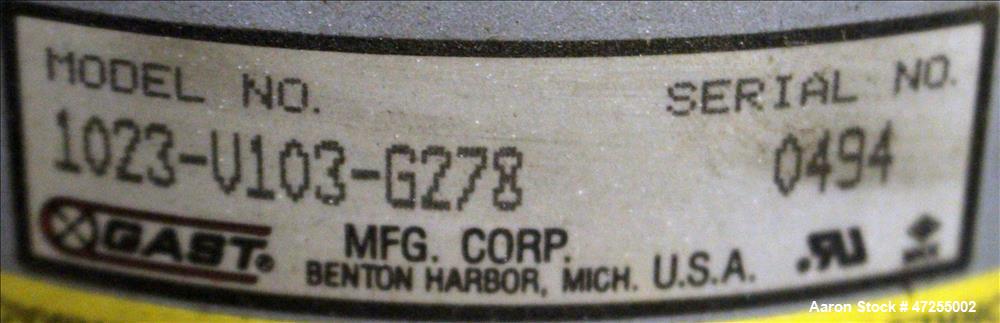 MODEL NO. SERIAL NO.
1023-V103-G278 0494
GAST® MFG. CORP.
BENTON HARBOR, MICH. U.S.A.
Aaron Stock # 47255002